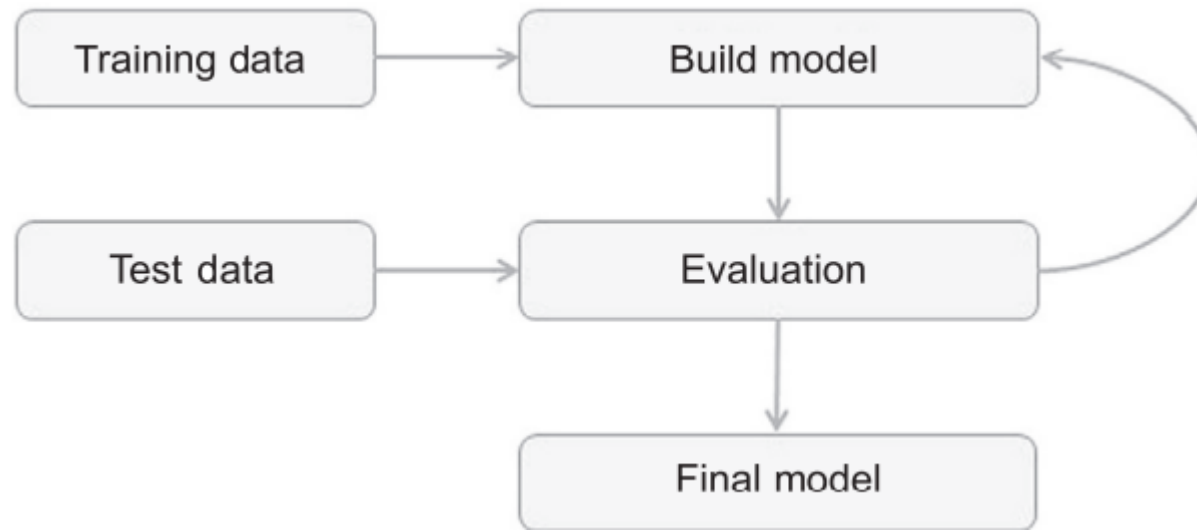 Training data
Build model
Test data
Evaluation
Final model